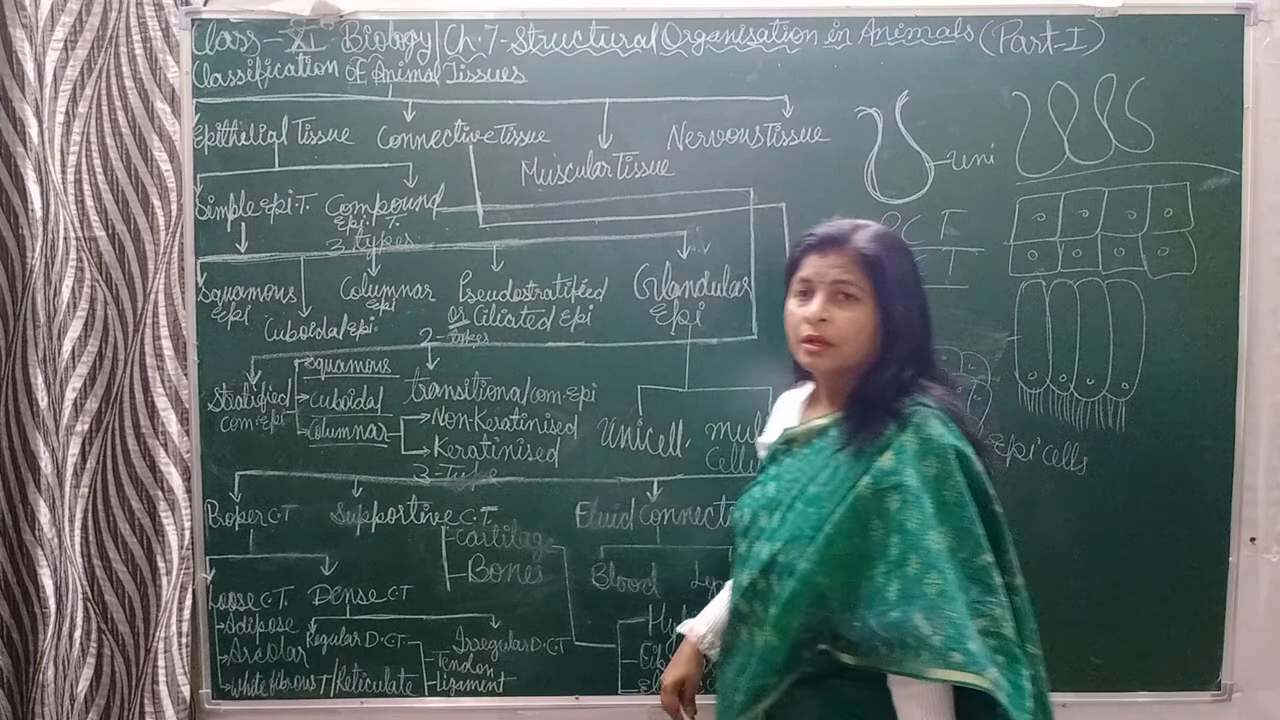 Class-XI Biology/Ch.7-Structural Organisation in Animals (Part-I)
Classification Of Animal Tissues
Epithelial Tissue Connective Tissue Nervous Tissue
Muscular Tissue
Uni
Simple epi.T. Compound
Epi. T.
3 types
Squamous Columnar Pseudostratified Glandular
Epi Epi Or Ciliated Epi Epi
Cuboidal Epi.
2-types
Squamous
Stratified Cuboidal transitional com. Epi
com. Epi Columnar Non-Keratinised
Keratinised
Unicell.
Epi cells
3-Type
Proper C.T Supportive C.T. Fluid
Cartilag
Bones
Blood
Loose C.T. Dense C.T
Adipose Regular D.C.T Irregular D.C.T
Areolar Tendon
White fibrous T/Reticulate Ligament